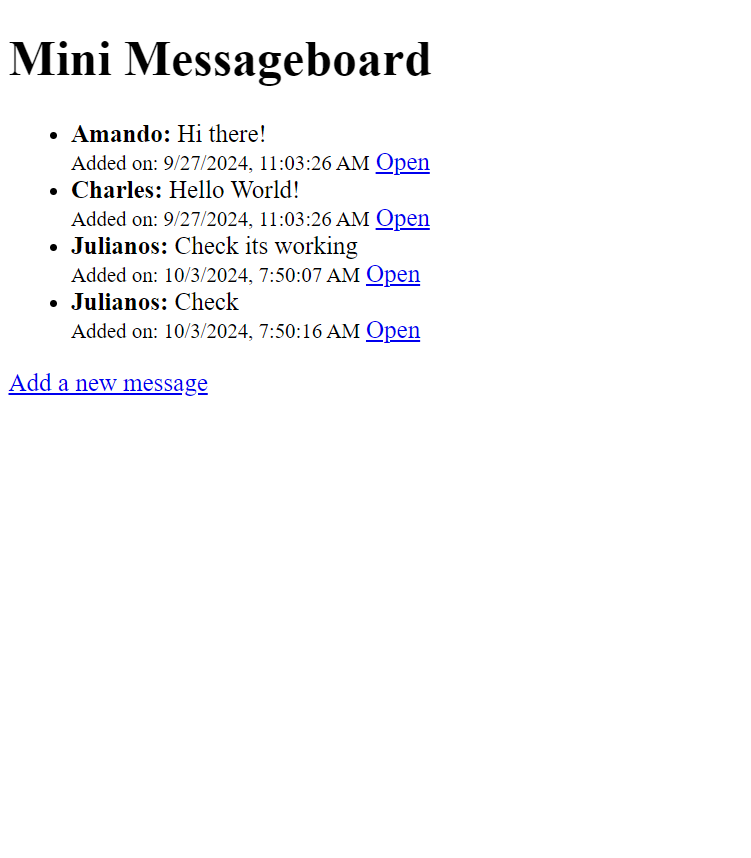 Mini Messageboard
Amando: Hi there!
Added on: 9/27/2024, 11:03:26 AM Open
Charles: Hello World!
Added on: 9/27/2024, 11:03:26 AM Open
Julianos: Check its working
Added on: 10/3/2024, 7:50:07 AM Open
Julianos: Check
Added on: 10/3/2024, 7:50:16 AM Open
Add a new message